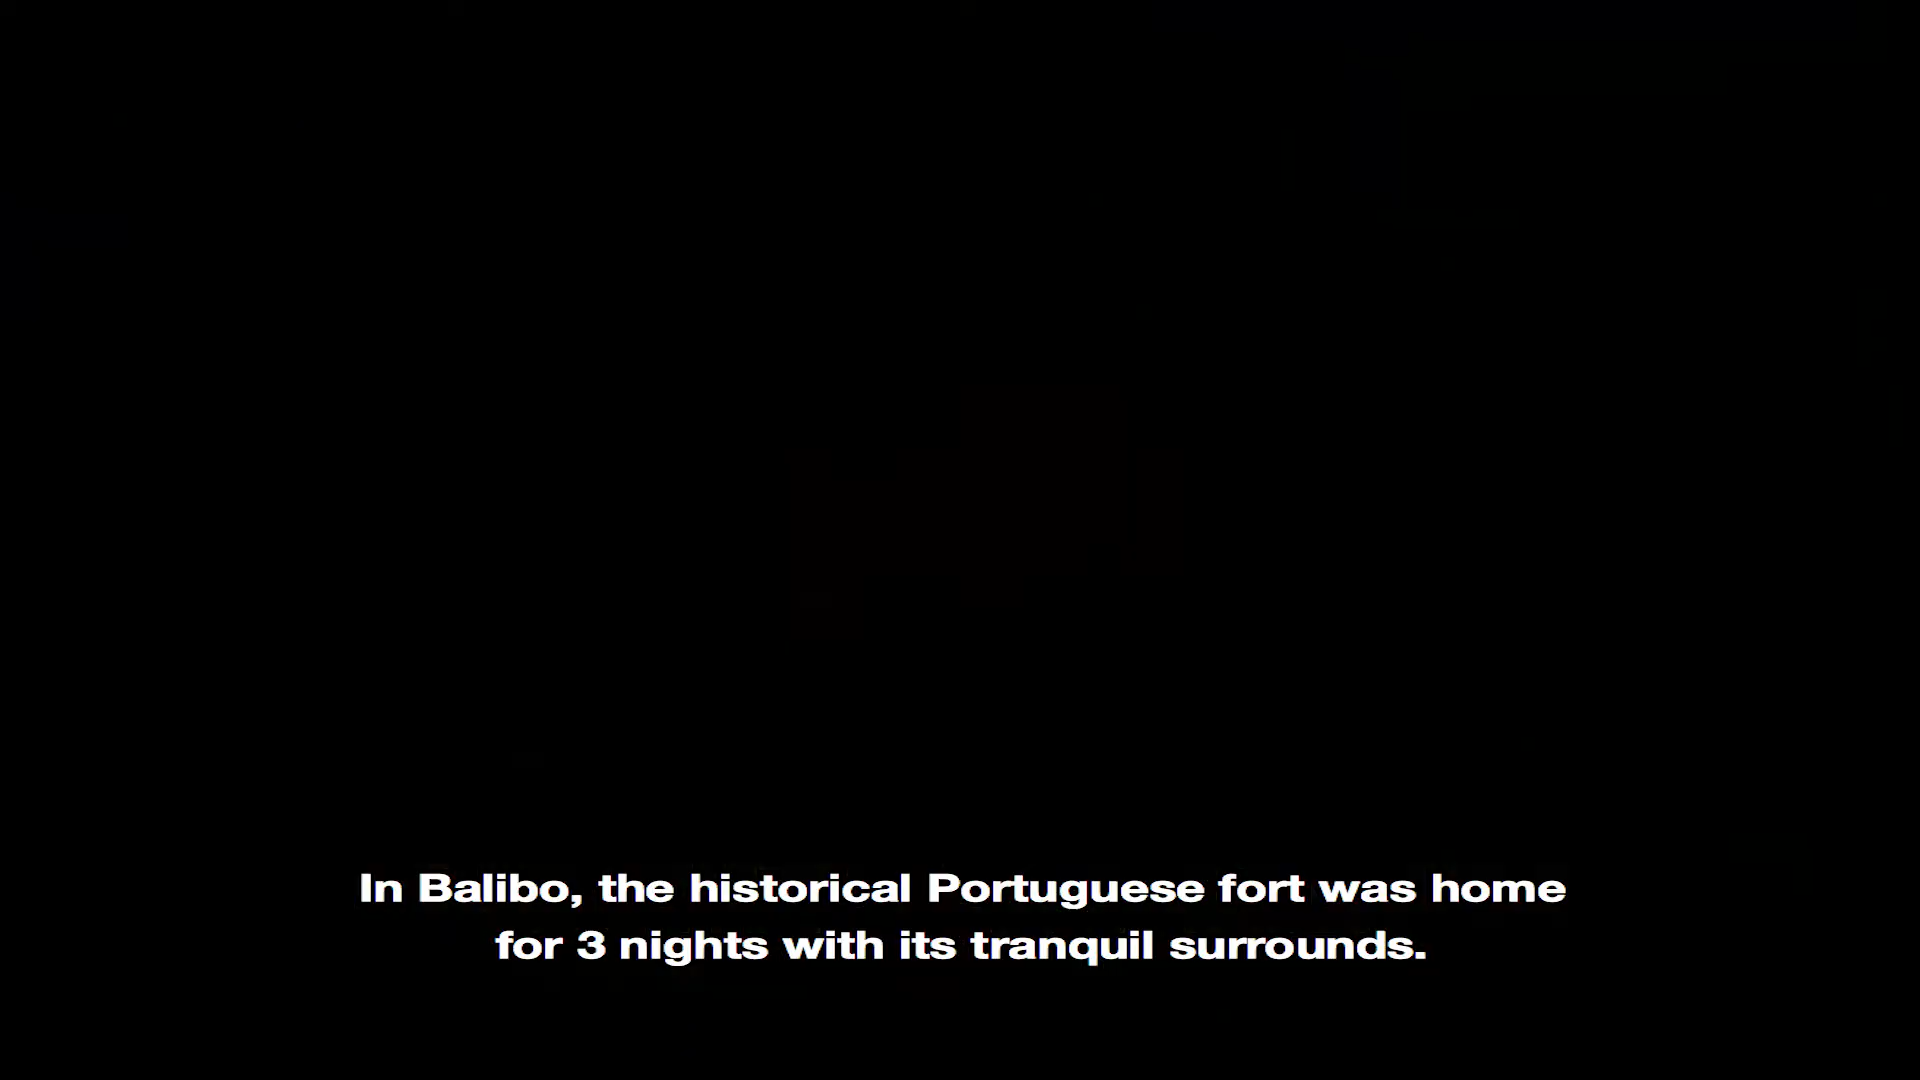 In Balibo, the historical Portuguese fort was home
for 3 nights with its tranquil surrounds.